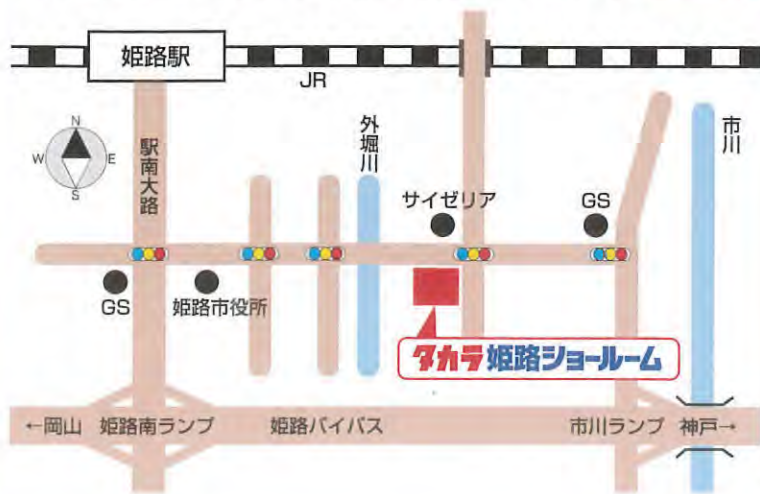 姫路駅
JR
N
W
E
S
駅南大路
外堀川
市川
サイゼリア
GS
GS
姫路市役所
タカラ姫路ショールーム
←岡山
姫路南ランプ
姫路バイパス
市川ランプ
神戸→